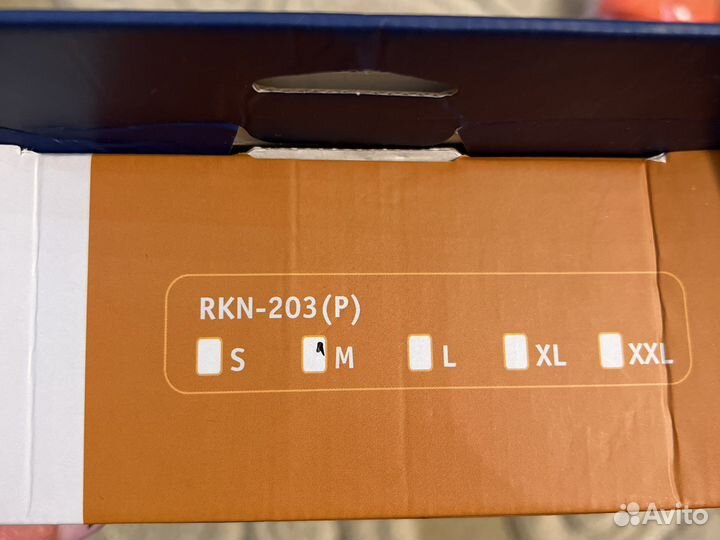 RKN-203(P)
S M L XL XXL
Avito